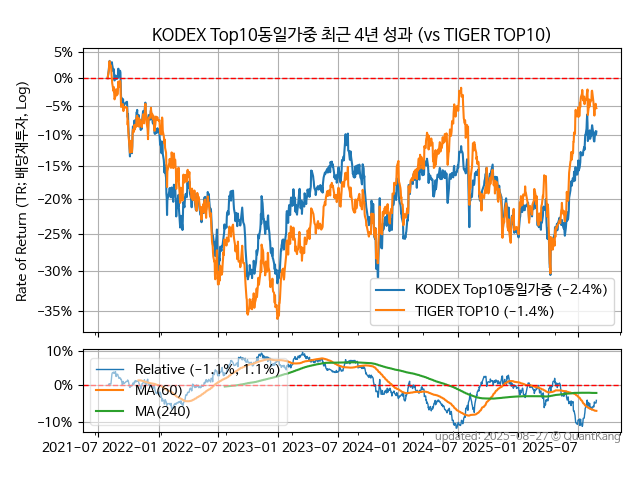 KODEX Top10동일가중 최근 4년 성과 (vs TIGER TOP10)
Rate of Return (TR: 배당재투자, Log)
5%
0%
−5%
−10%
−15%
−20%
−25%
−30%
−35%
KODEX Top10동일가중 (−2.4%)
TIGER TOP10 (−1.4%)
10%
0%
−10%
Relative (−1.1%, 1.1%)
MA(60)
MA(240)
updated: 2025-08-27 © QuantKang
2021-07 2022-01 2022-07 2023-01 2023-07 2024-01 2024-07 2025-01 2025-07